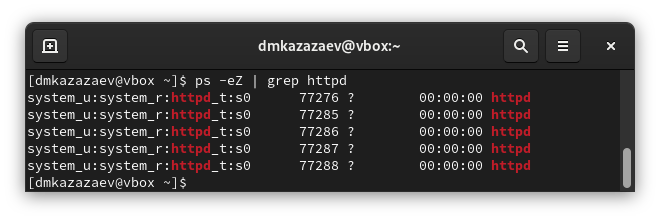 dmkazazaev@vbox:~
[dmkazazaev@vbox ~]$ ps -eZ | grep httpd
system_u:system_r:httpd_t:s0      77276 ?        00:00:00 httpd
system_u:system_r:httpd_t:s0      77285 ?        00:00:00 httpd
system_u:system_r:httpd_t:s0      77286 ?        00:00:00 httpd
system_u:system_r:httpd_t:s0      77287 ?        00:00:00 httpd
system_u:system_r:httpd_t:s0      77288 ?        00:00:00 httpd
[dmkazazaev@vbox ~]$